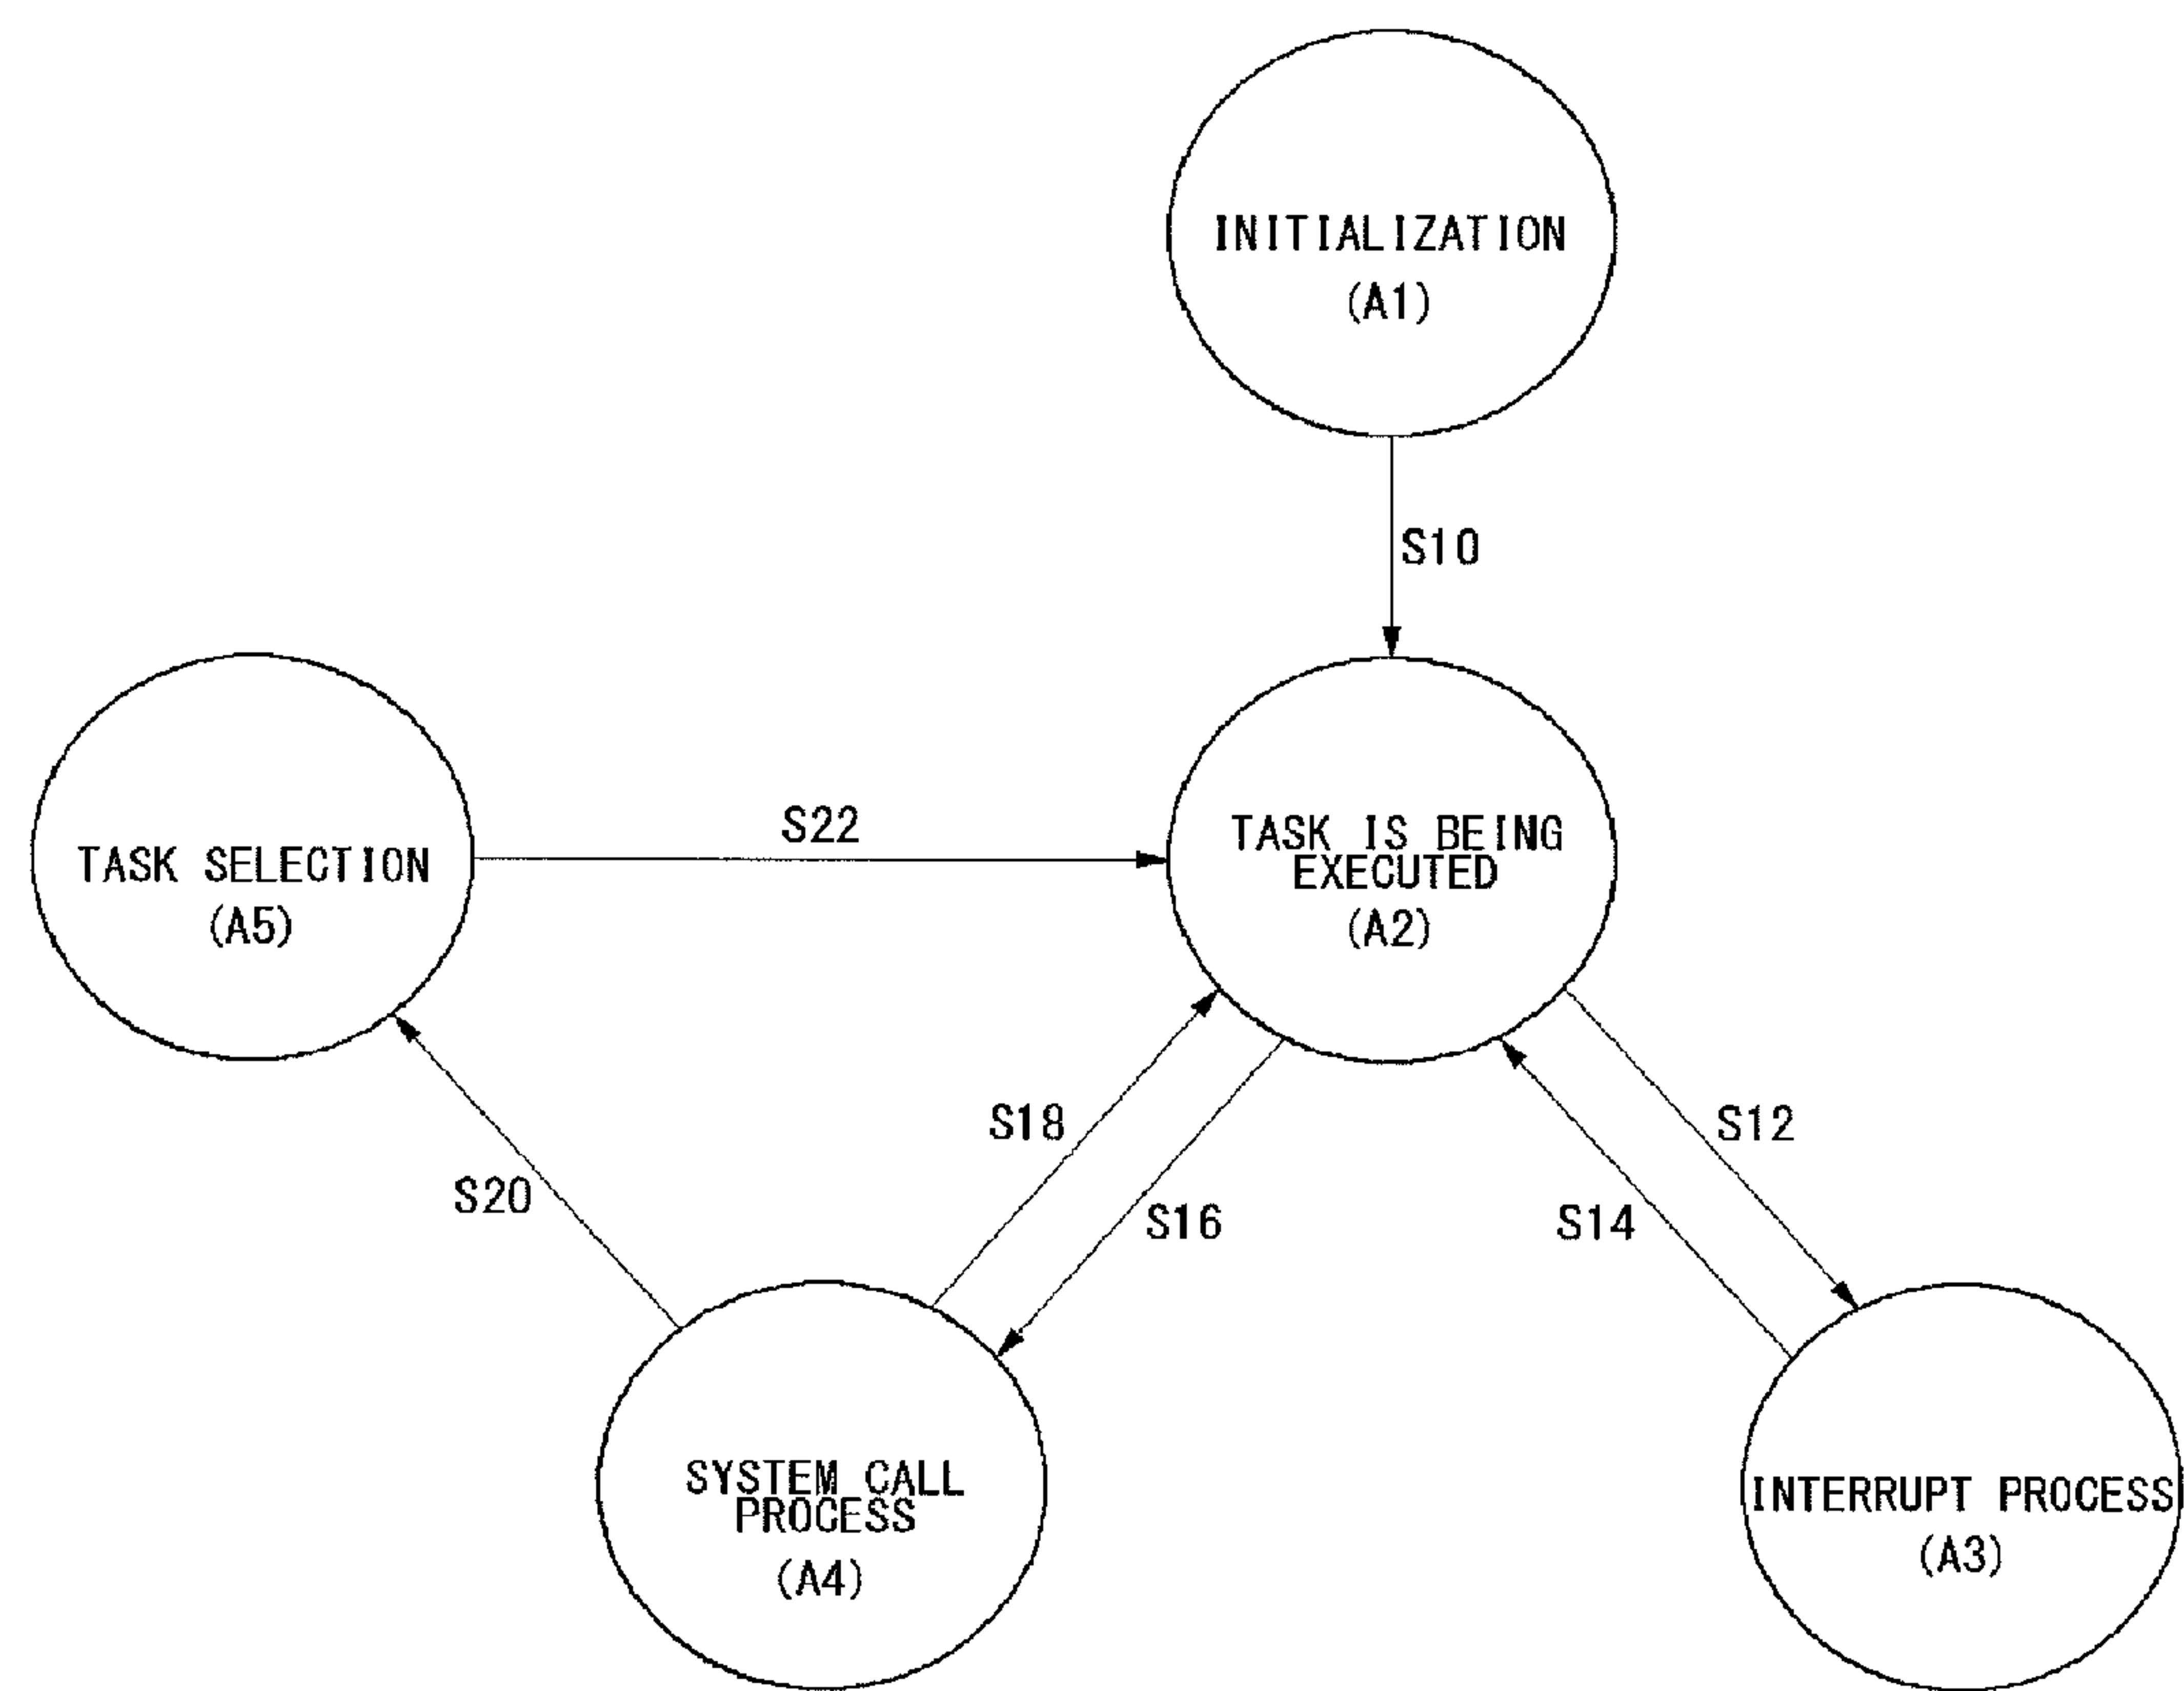 INITIALIZATION
(A1)
S10
TASK SELECTION
(A5)
S22
TASK IS BEING
EXECUTED
(A2)
S18
S12
S20
S16
S14
SYSTEM CALL
PROCESS
(A4)
INTERRUPT PROCESS
(A3)